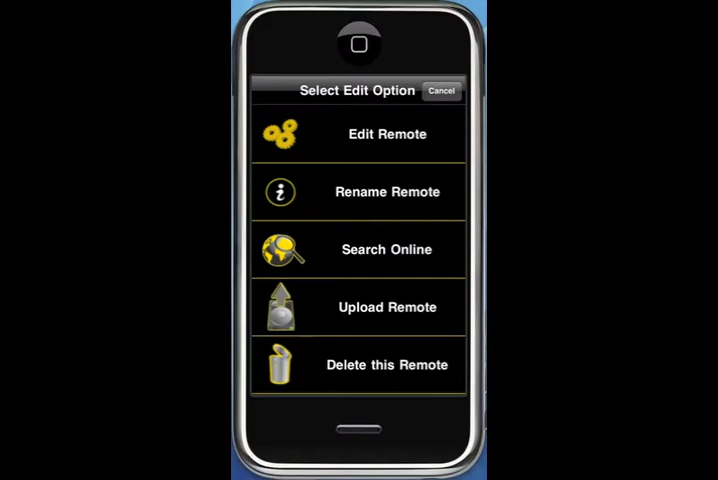 Select Edit Option
Cancel
Edit Remote
Rename Remote
Search Online
Upload Remote
Delete this Remote